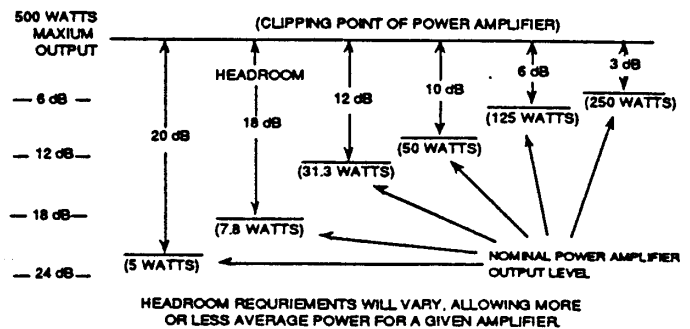 500 WATTS
MAXIUM
OUTPUT
(CLIPPING POINT OF POWER AMPLIFIER)
HEADROOM
20 dB
18 dB
12 dB
10 dB
6 dB
3 dB
6 dB
12 dB
18 dB
24 dB
(5 WATTS)
(7.8 WATTS)
(31.3 WATTS)
(50 WATTS)
(125 WATTS)
(250 WATTS)
NOMINAL POWER AMPLIFIER
OUTPUT LEVEL
HEADROOM REQURIEMENTS WILL VARY, ALLOWING MORE
OR LESS AVERAGE POWER FOR A GIVEN AMPLIFIER.